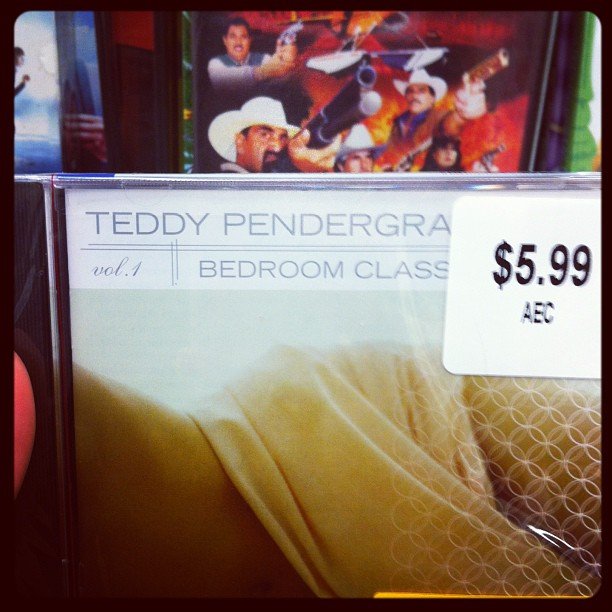 TEDDY PENDERGRA
vol.1 BEDROOM CLASS
$5.99
AEC